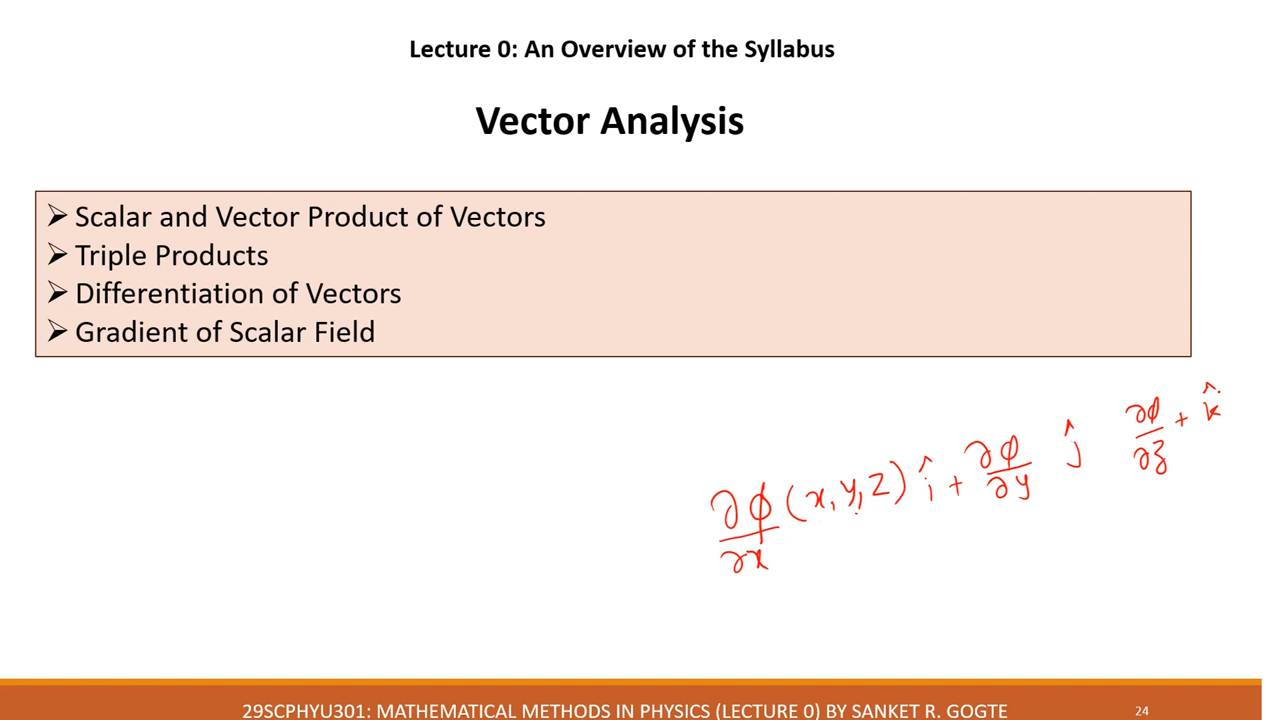 Lecture 0: An Overview of the Syllabus
Vector Analysis
➢ Scalar and Vector Product of Vectors
➢ Triple Products
➢ Differentiation of Vectors
➢ Gradient of Scalar Field
∂ϕ/∂x (x, y, z) î + ∂ϕ/∂y ĵ ∂ϕ/∂z + k̂
29SCPHYU301: MATHEMATICAL METHODS IN PHYSICS (LECTURE 0) BY SANKET R. GOGTE
24